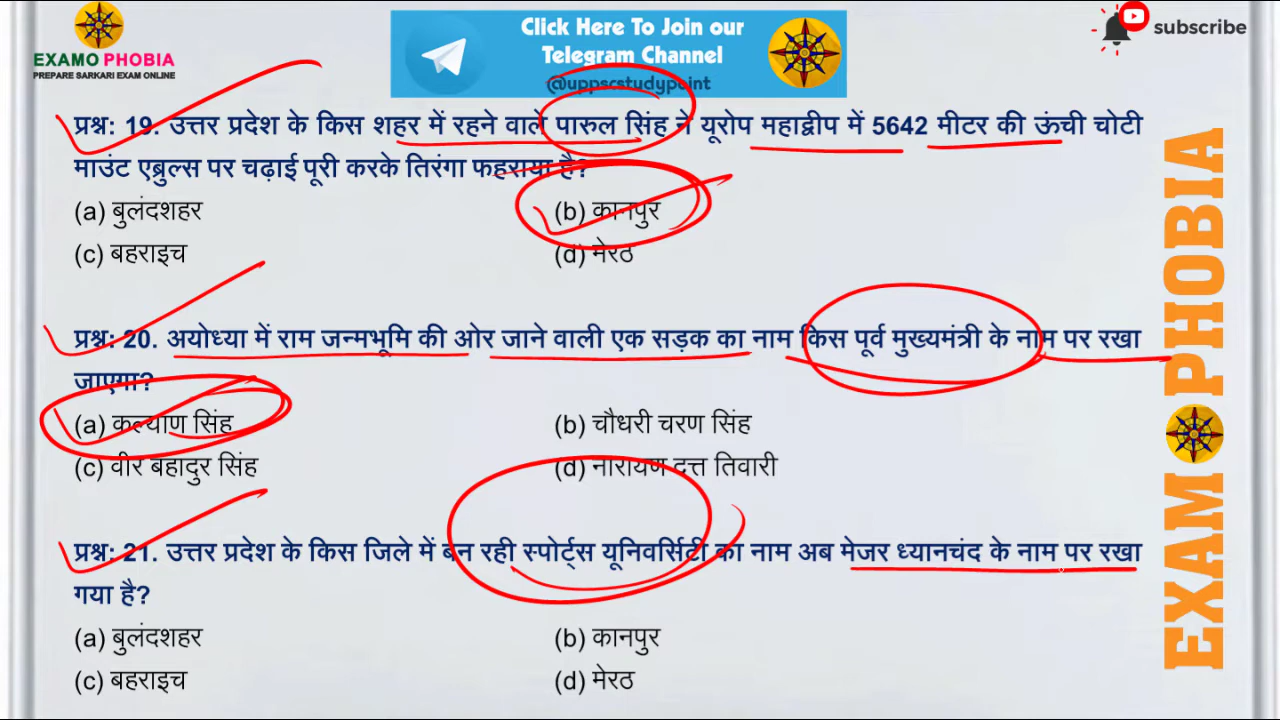 Click Here To Join our
Telegram Channel
@uppscstudypoint
subscribe
EXAMO PHOBIA
PREPARE SARKARI EXAM ONLINE
प्रश्न: 19. उत्तर प्रदेश के किस शहर में रहने वाले पारुल सिंह ने यूरोप महाद्वीप में 5642 मीटर की ऊंची चोटी
माउंट एब्रुल्स पर चढ़ाई पूरी करके तिरंगा फहराया है?
(a) बुलंदशहर (b) कानपुर
(c) बहराइच (d) मेरठ
प्रश्न: 20. अयोध्या में राम जन्मभूमि की ओर जाने वाली एक सड़क का नाम किस पूर्व मुख्यमंत्री के नाम पर रखा
जाएगा?
(a) कल्याण सिंह (b) चौधरी चरण सिंह
(c) वीर बहादुर सिंह (d) नारायण दत्त तिवारी
प्रश्न: 21. उत्तर प्रदेश के किस जिले में बन रही स्पोर्ट्स यूनिवर्सिटी का नाम अब मेजर ध्यानचंद के नाम पर रखा
गया है?
(a) बुलंदशहर (b) कानपुर
(c) बहराइच (d) मेरठ
EXAM PHOBIA